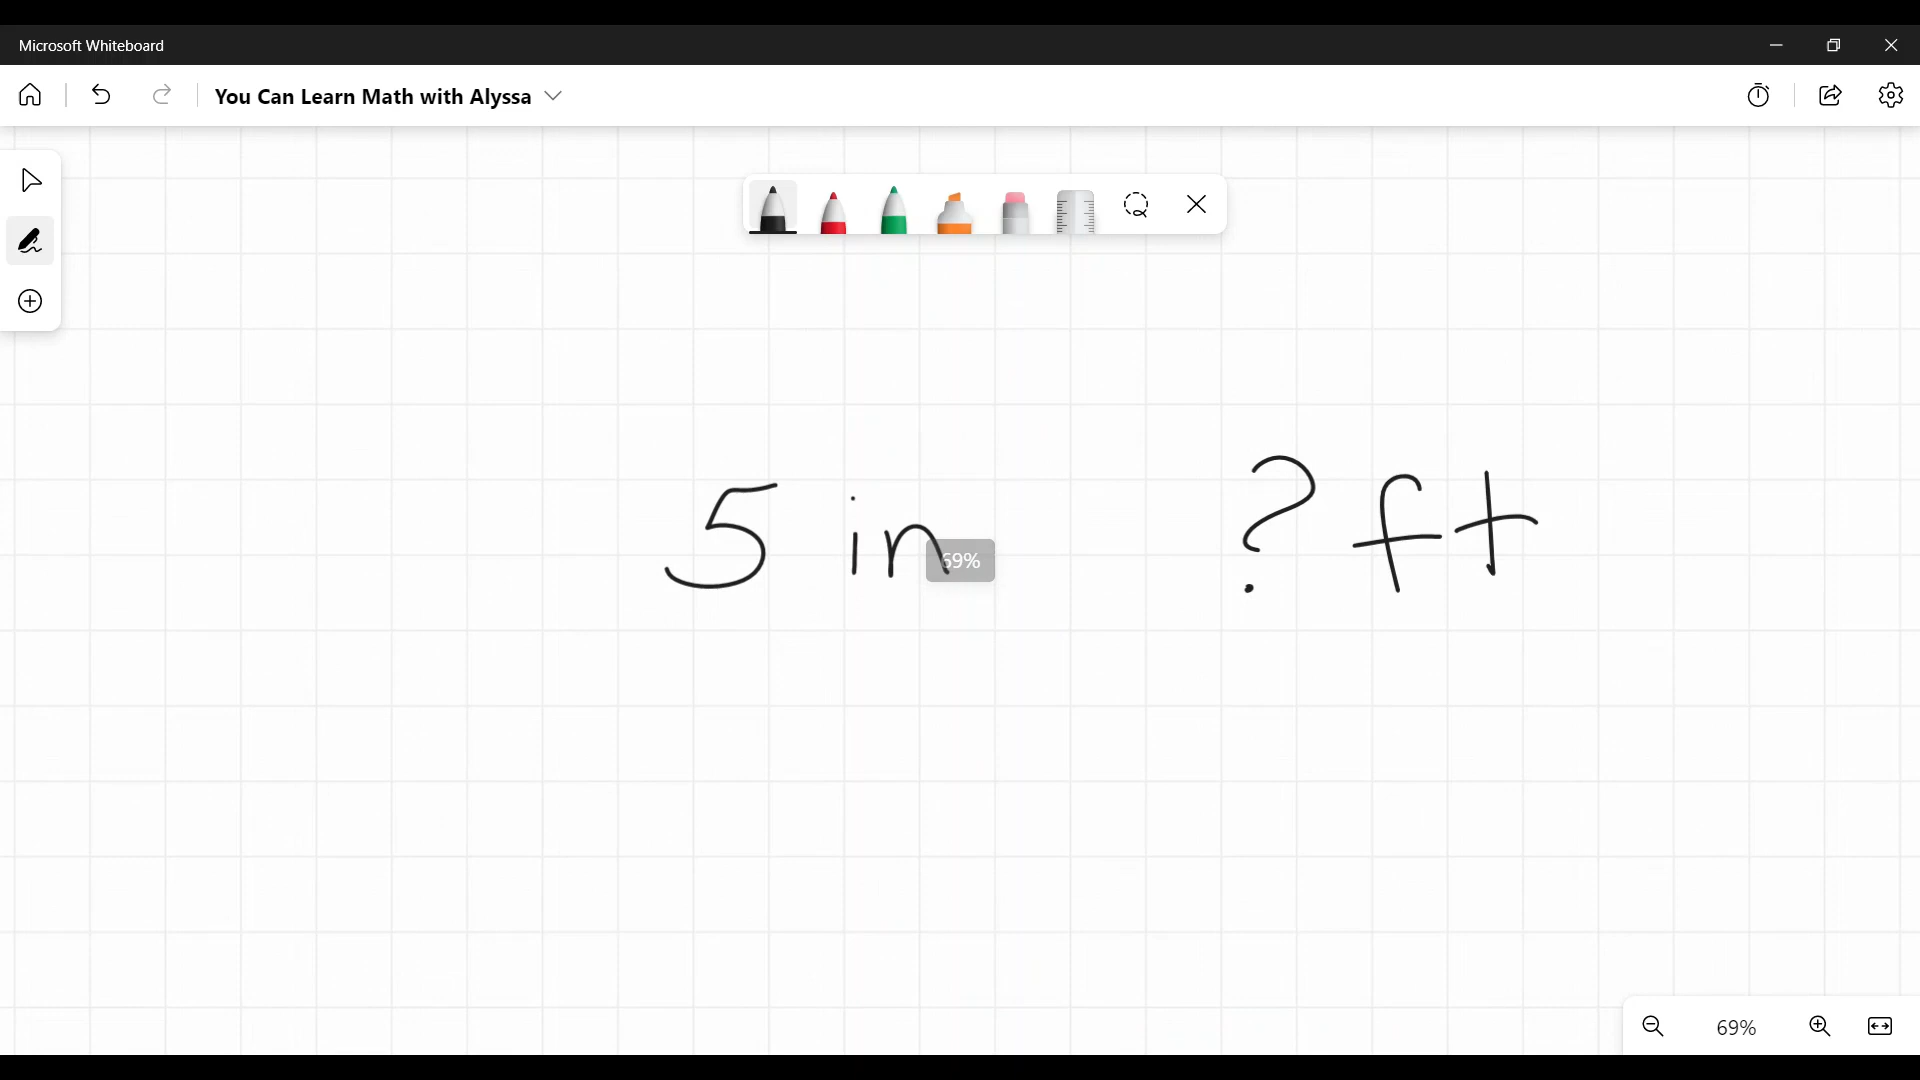 Microsoft Whiteboard
You Can Learn Math with Alyssa
5 in ? ft
69%
69%